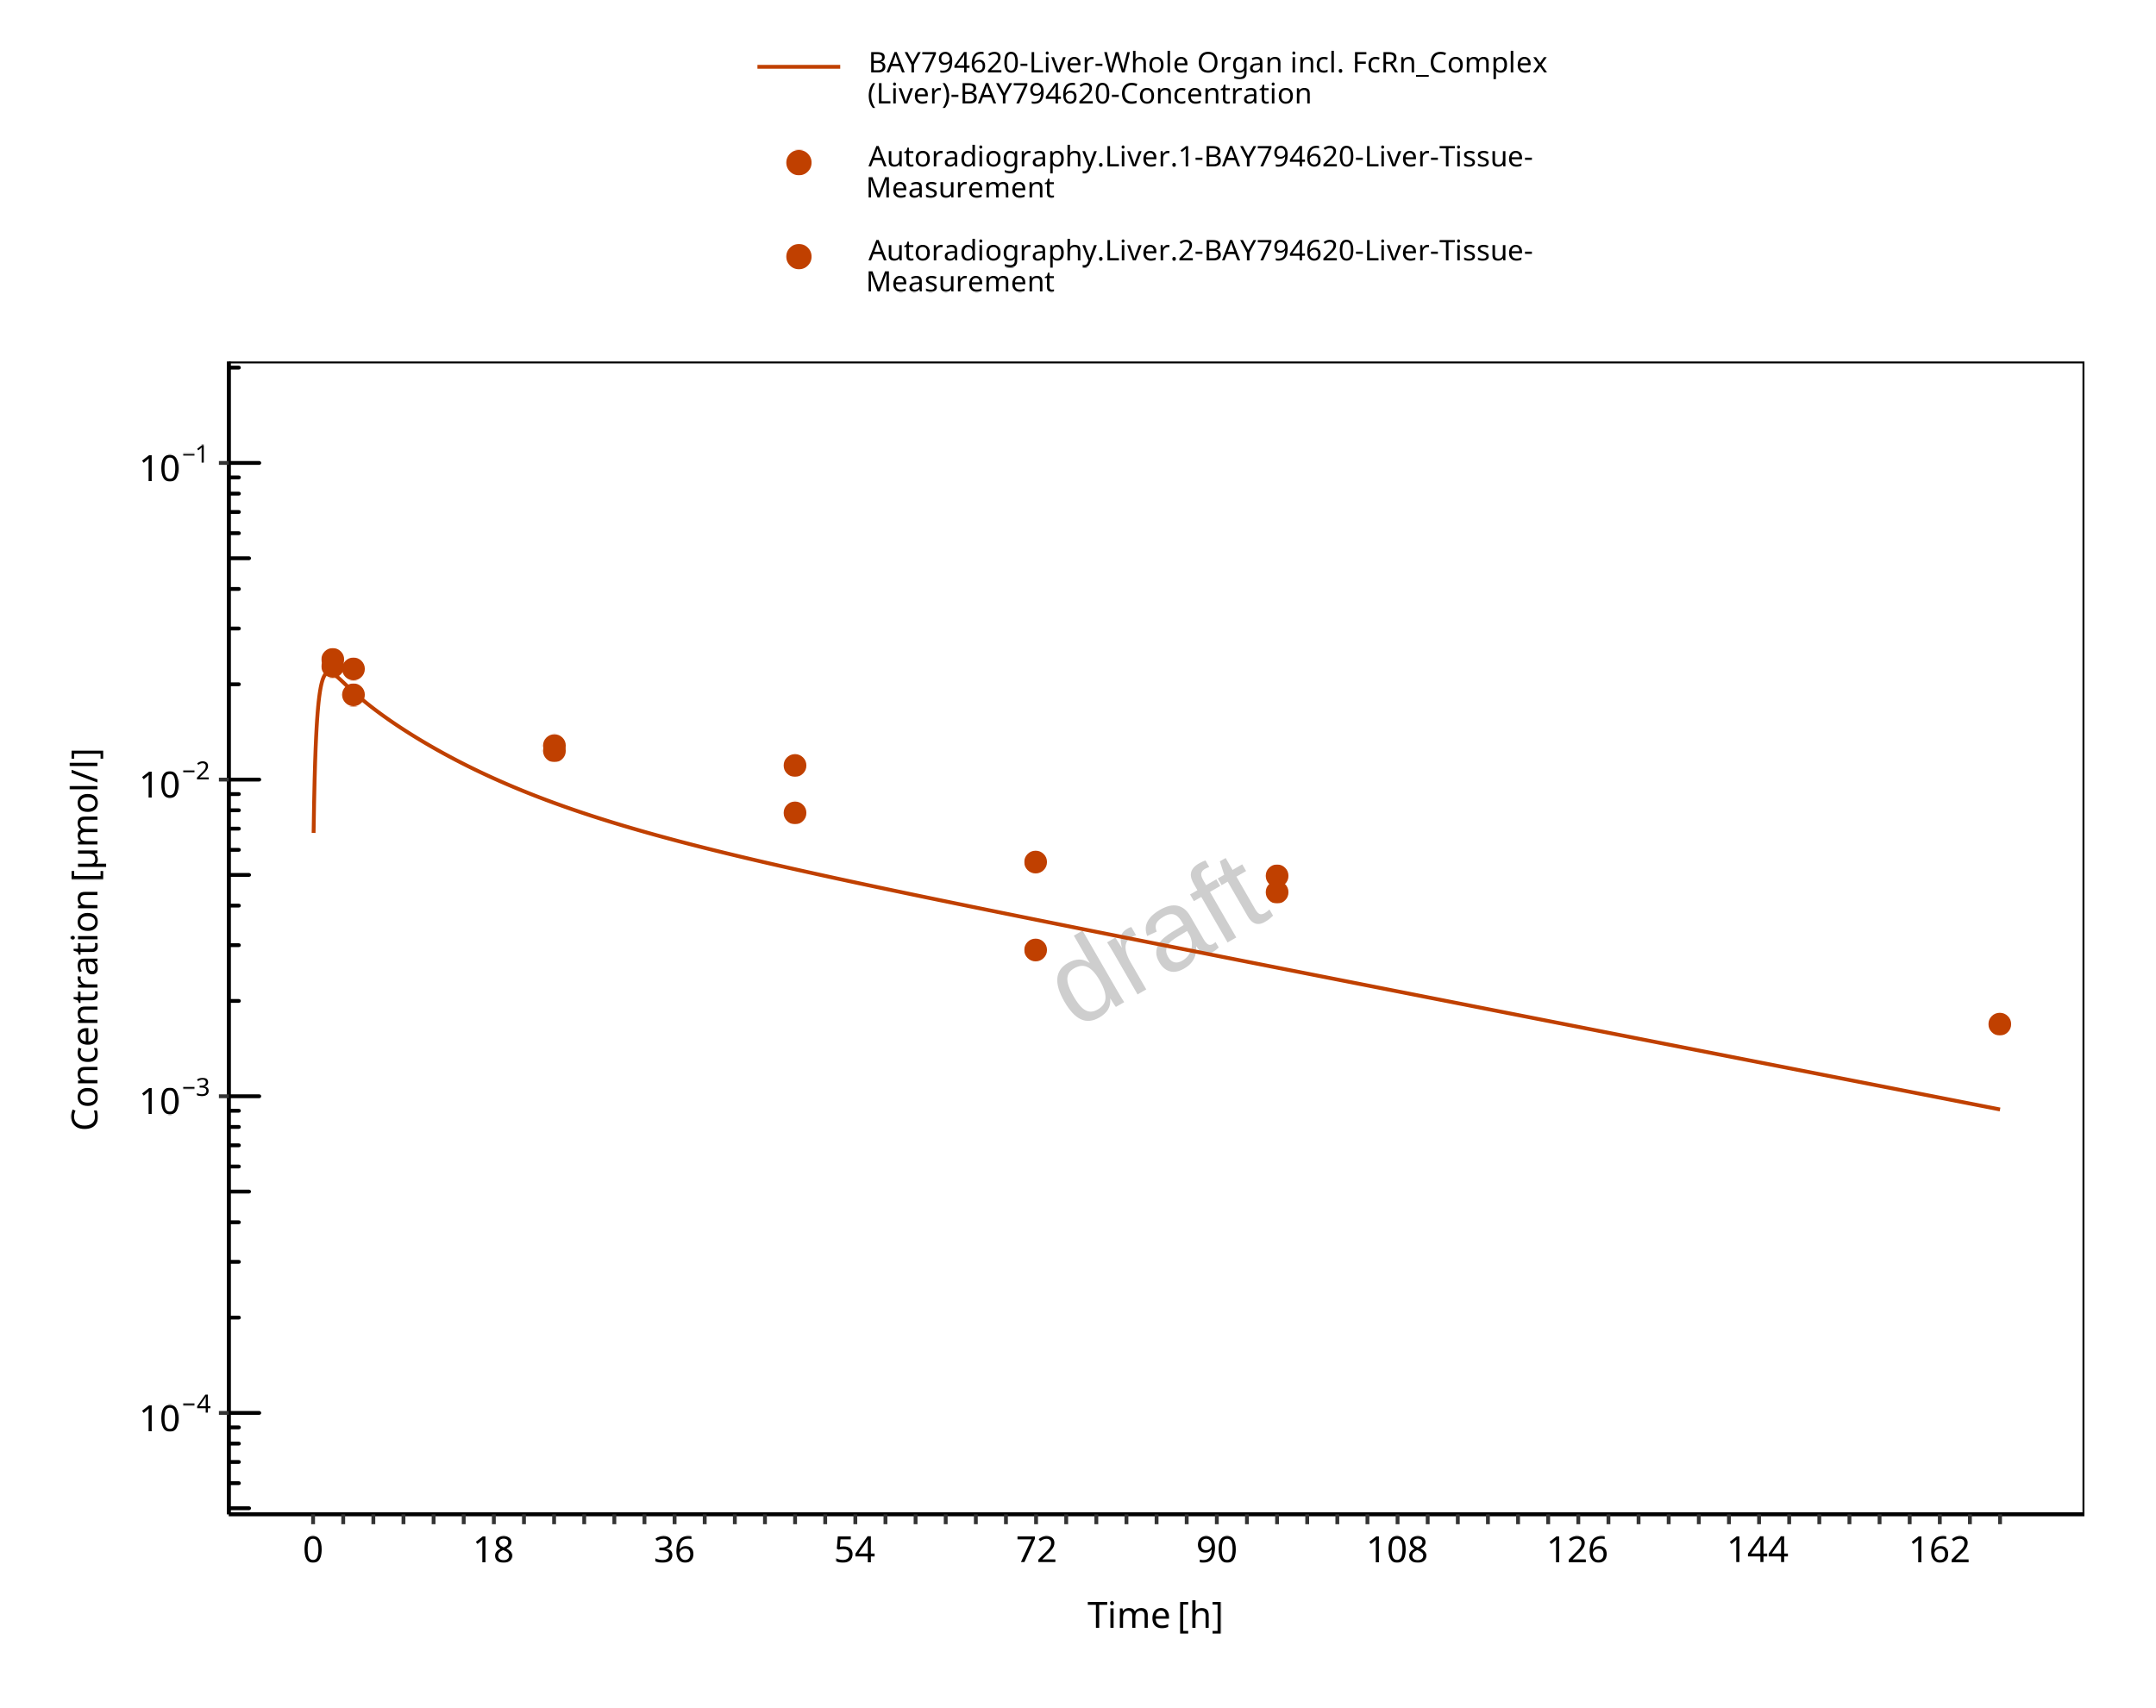 BAY794620-Liver-Whole Organ incl. FcRn_Complex
(Liver)-BAY794620-Concentration
Autoradiography.Liver.1-BAY794620-Liver-Tissue-
Measurement
Autoradiography.Liver.2-BAY794620-Liver-Tissue-
Measurement
10⁻¹
10⁻²
10⁻³
10⁻⁴
Concentration [µmol/l]
draft
0 18 36 54 72 90 108 126 144 162
Time [h]